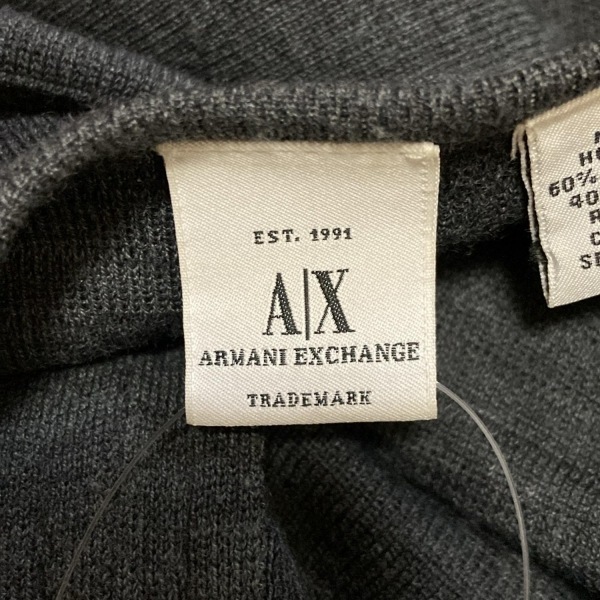 EST. 1991
A|X
ARMANI EXCHANGE
TRADEMARK
60%
40